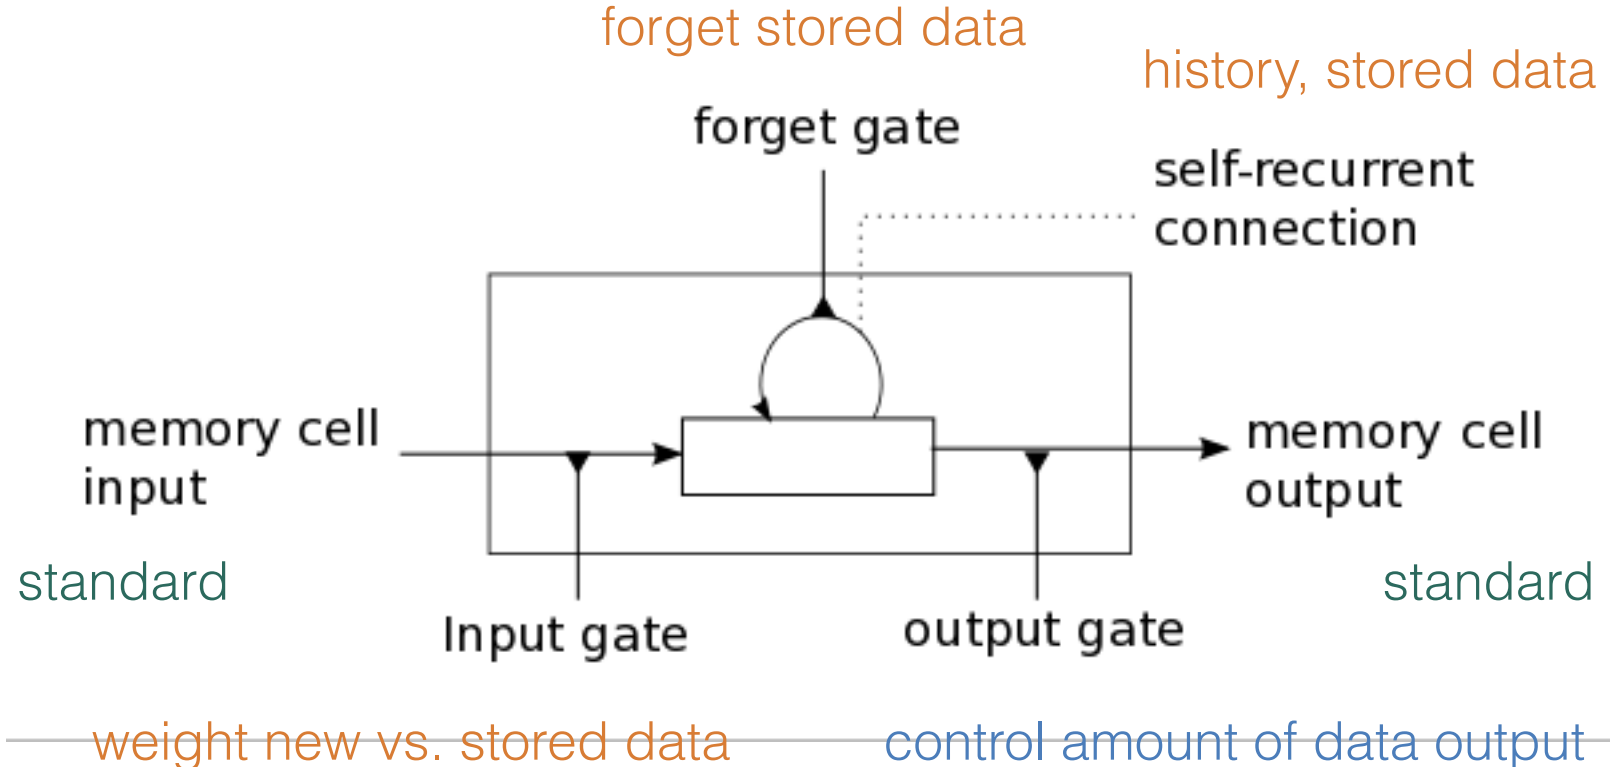 forget stored data
history, stored data
forget gate
self-recurrent
connection
memory cell
input
memory cell
output
standard
standard
Input gate
output gate
weight new vs. stored data
control amount of data output